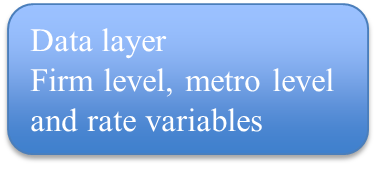 Data layer
Firm level, metro level
and rate variables